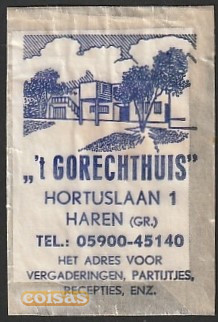 „'t GORECHTHUIS"
HORTUSLAAN 1
HAREN (GR.)
TEL.: 05900-45140
HET ADRES VOOR
VERGADERINGEN, PARTIJTJES,
RECEPTIES, ENZ.
coisas